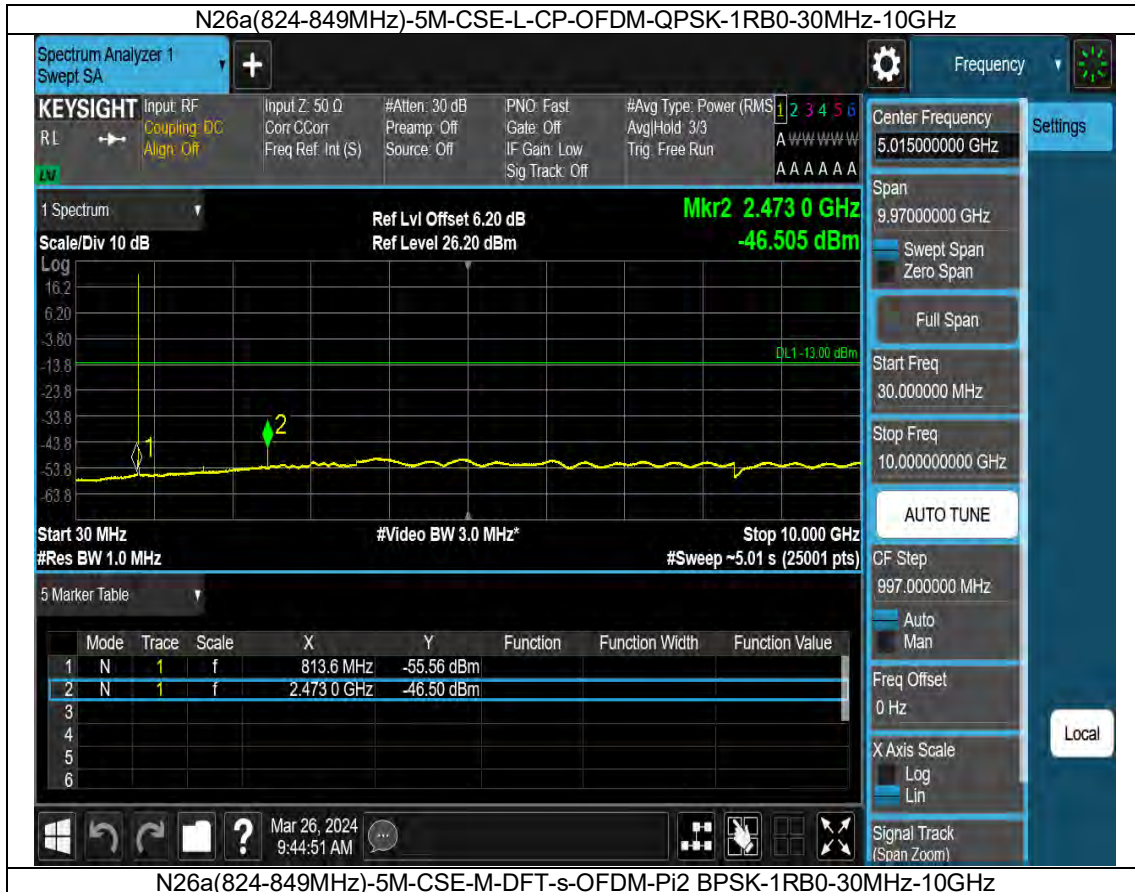 N26a(824-849MHz)-5M-CSE-L-CP-OFDM-QPSK-1RB0-30MHz-10GHz
Spectrum Analyzer 1
Swept SA
+
Frequency
KEYSIGHT
RL
Input: RF
Coupling: DC
Align: Off
Input Z: 50 Ω
Corr CCorr
Freq Ref: Int (S)
#Atten: 30 dB
Preamp: Off
Source: Off
PNO: Fast
Gate: Off
IF Gain: Low
Sig Track: Off
#Avg Type: Power (RMS
Avg|Hold: 3/3
Trig: Free Run
1 2 3 4 5 6
A W W W W W
A A A A A A
1 Spectrum
Scale/Div 10 dB
Ref Lvl Offset 6.20 dB
Ref Level 26.20 dBm
Mkr2 2.473 0 GHz
-46.505 dBm
Log
16.2
6.20
-3.80
-13.8
-23.8
-33.8
-43.8
-53.8
-63.8
DL1 -13.00 dBm
1
2
Start 30 MHz
#Res BW 1.0 MHz
#Video BW 3.0 MHz*
Stop 10.000 GHz
#Sweep ~5.01 s (25001 pts)
5 Marker Table
Mode Trace Scale X Y Function Function Width Function Value
1 N 1 f 813.6 MHz -55.56 dBm
2 N 1 f 2.473 0 GHz -46.50 dBm
3
4
5
6
Center Frequency
5.015000000 GHz
Settings
Span
9.97000000 GHz
Swept Span
Zero Span
Full Span
Start Freq
30.000000 MHz
Stop Freq
10.000000000 GHz
AUTO TUNE
CF Step
997.000000 MHz
Auto
Man
Freq Offset
0 Hz
X Axis Scale
Log
Lin
Local
Signal Track
(Span Zoom)
?
Mar 26, 2024
9:44:51 AM
N26a(824-849MHz)-5M-CSE-M-DFT-s-OFDM-Pi2 BPSK-1RB0-30MHz-10GHz